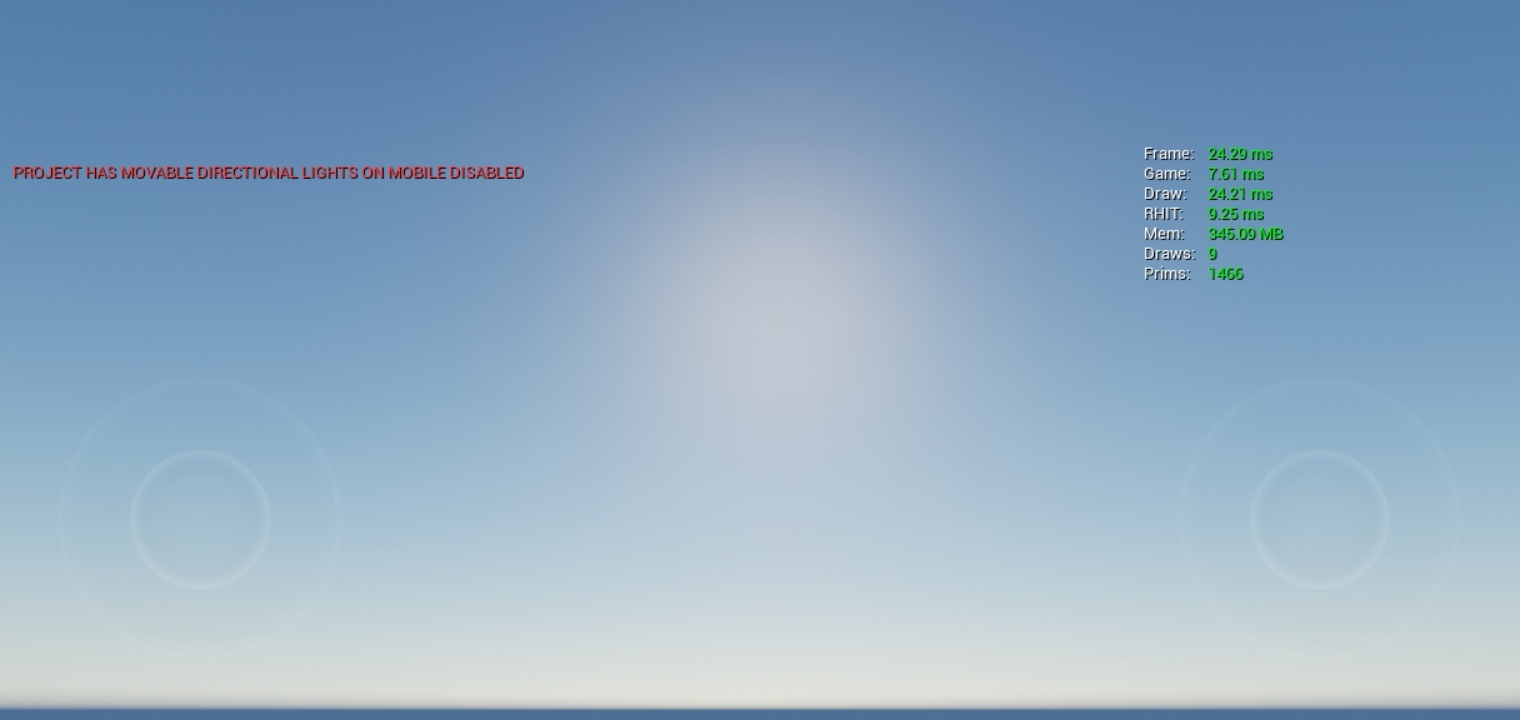 PROJECT HAS MOVABLE DIRECTIONAL LIGHTS ON MOBILE DISABLED
Frame: 24.29 ms
Game: 7.61 ms
Draw: 24.21 ms
RHIT: 9.25 ms
Mem: 345.09 MB
Draws: 9
Prims: 1466